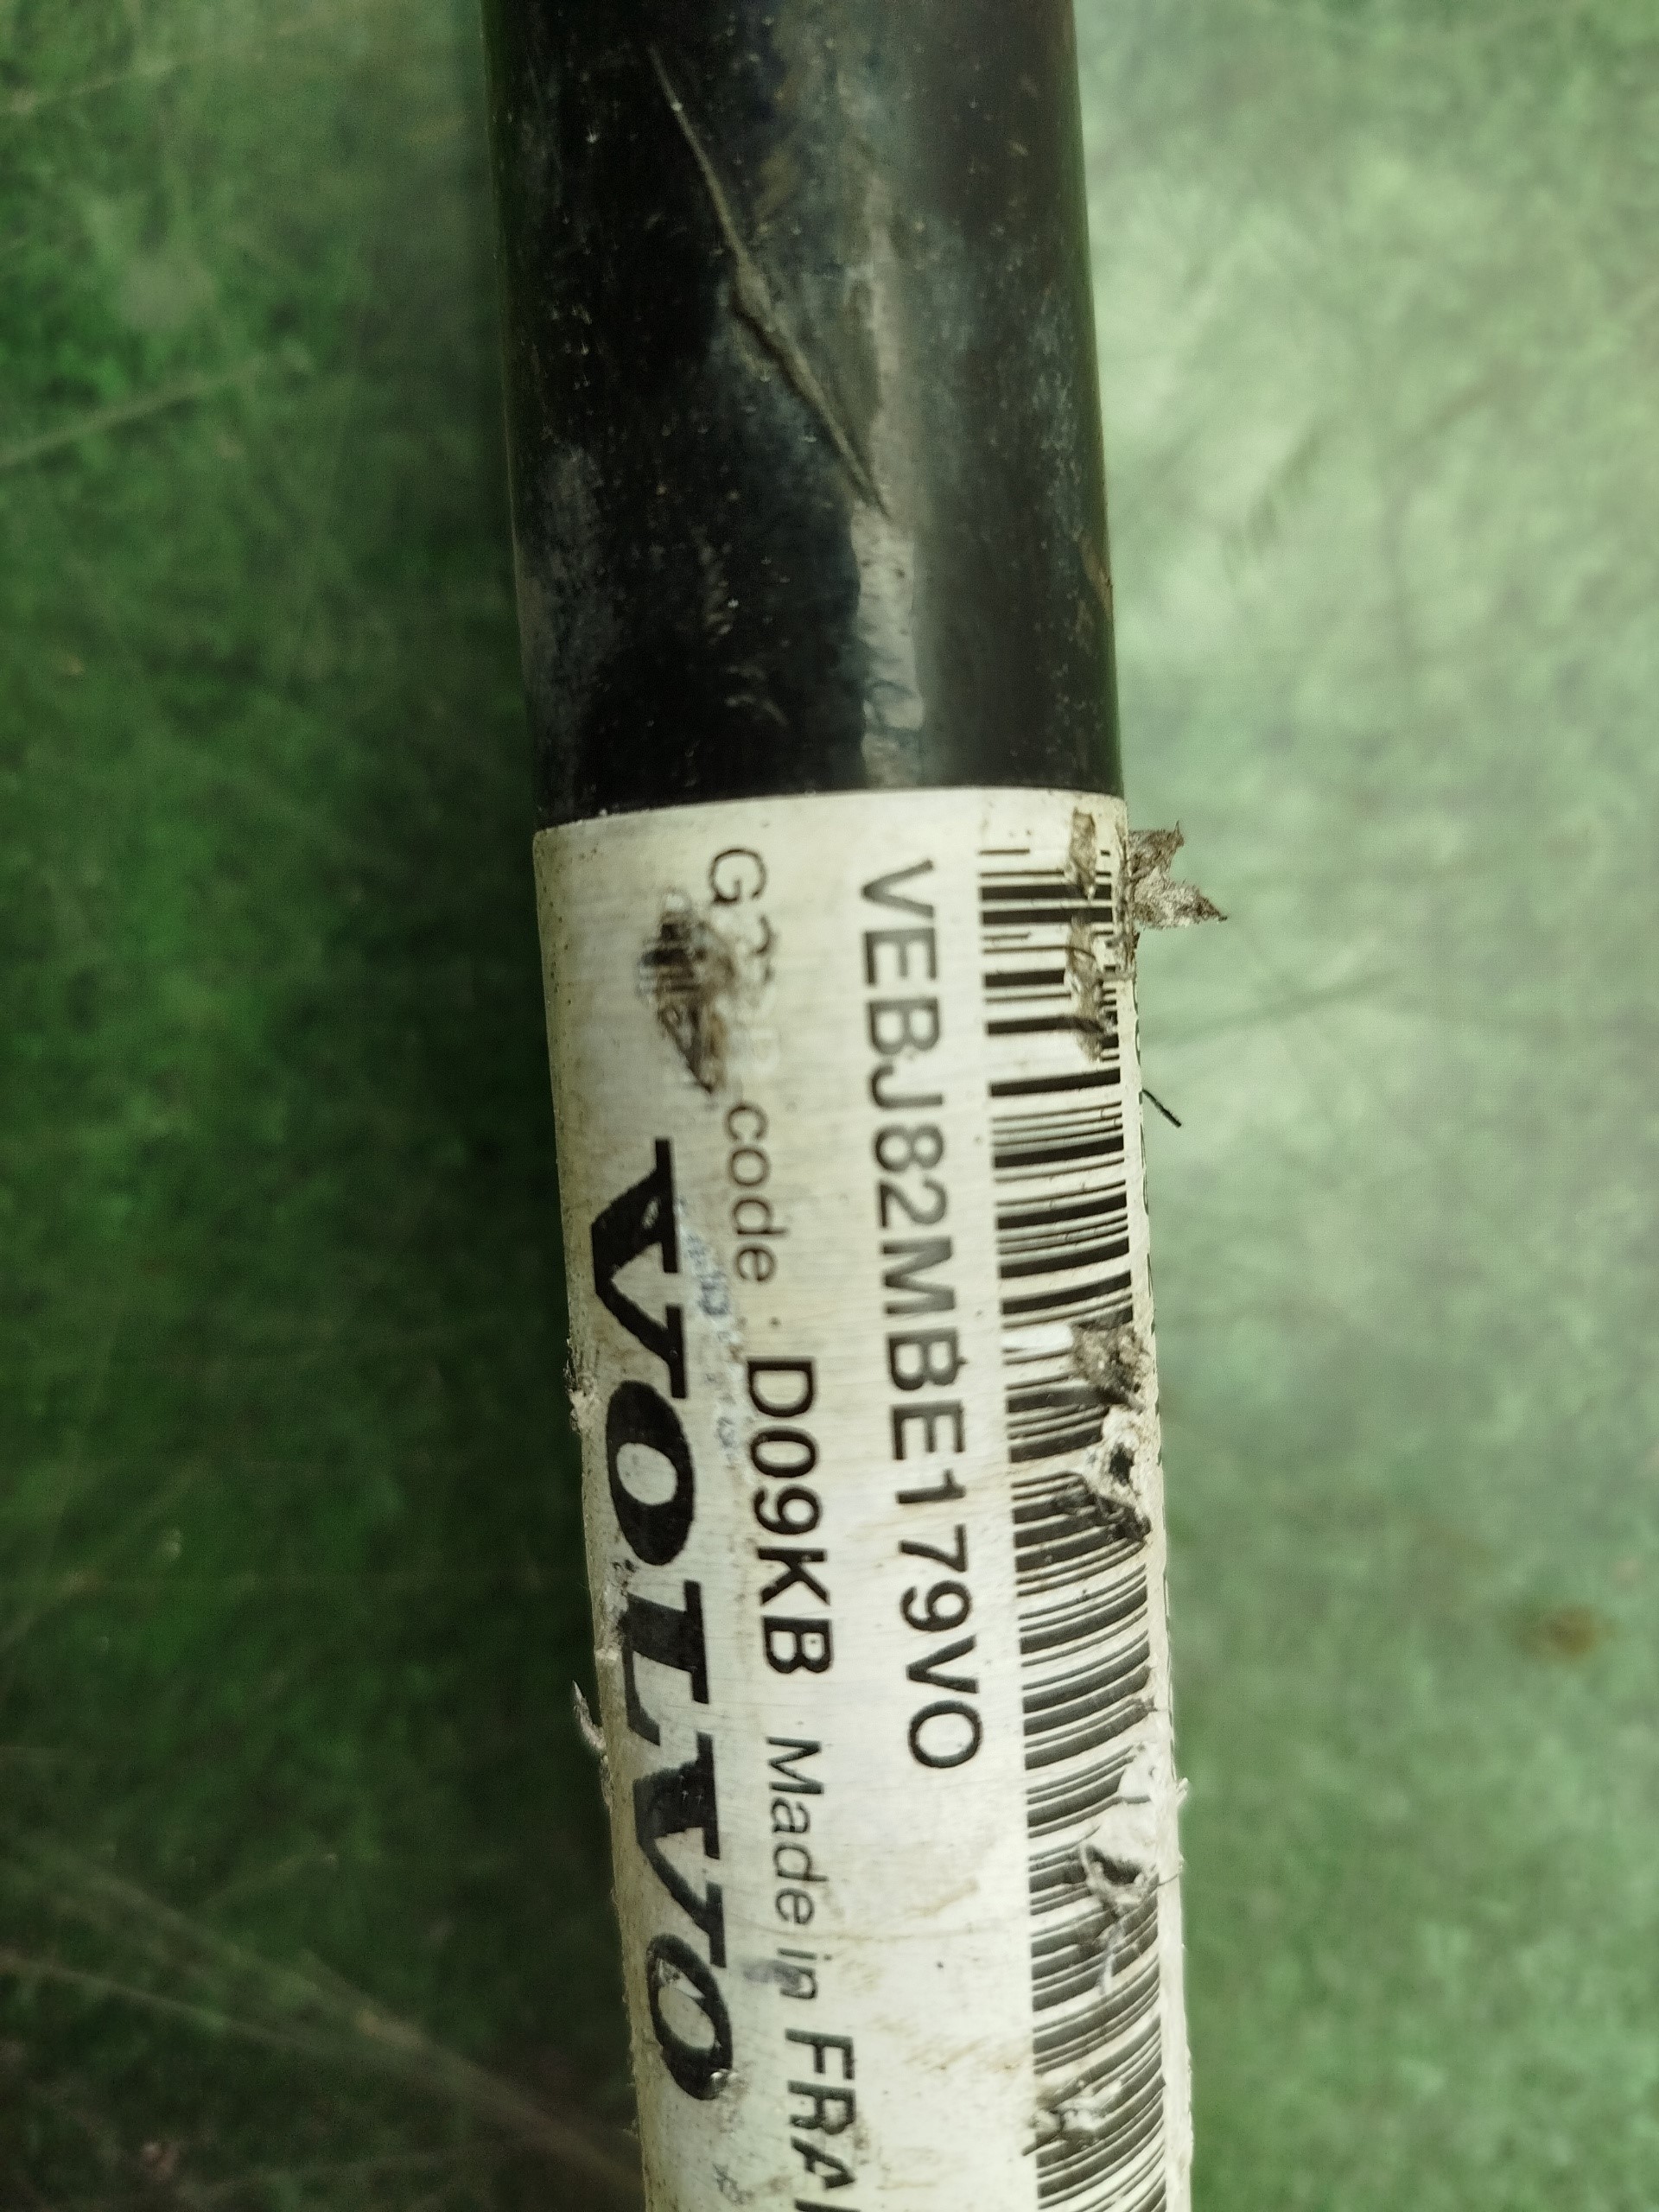 VEBJ82MBE179VO
code : D09KB Made in FRA
VOLVO